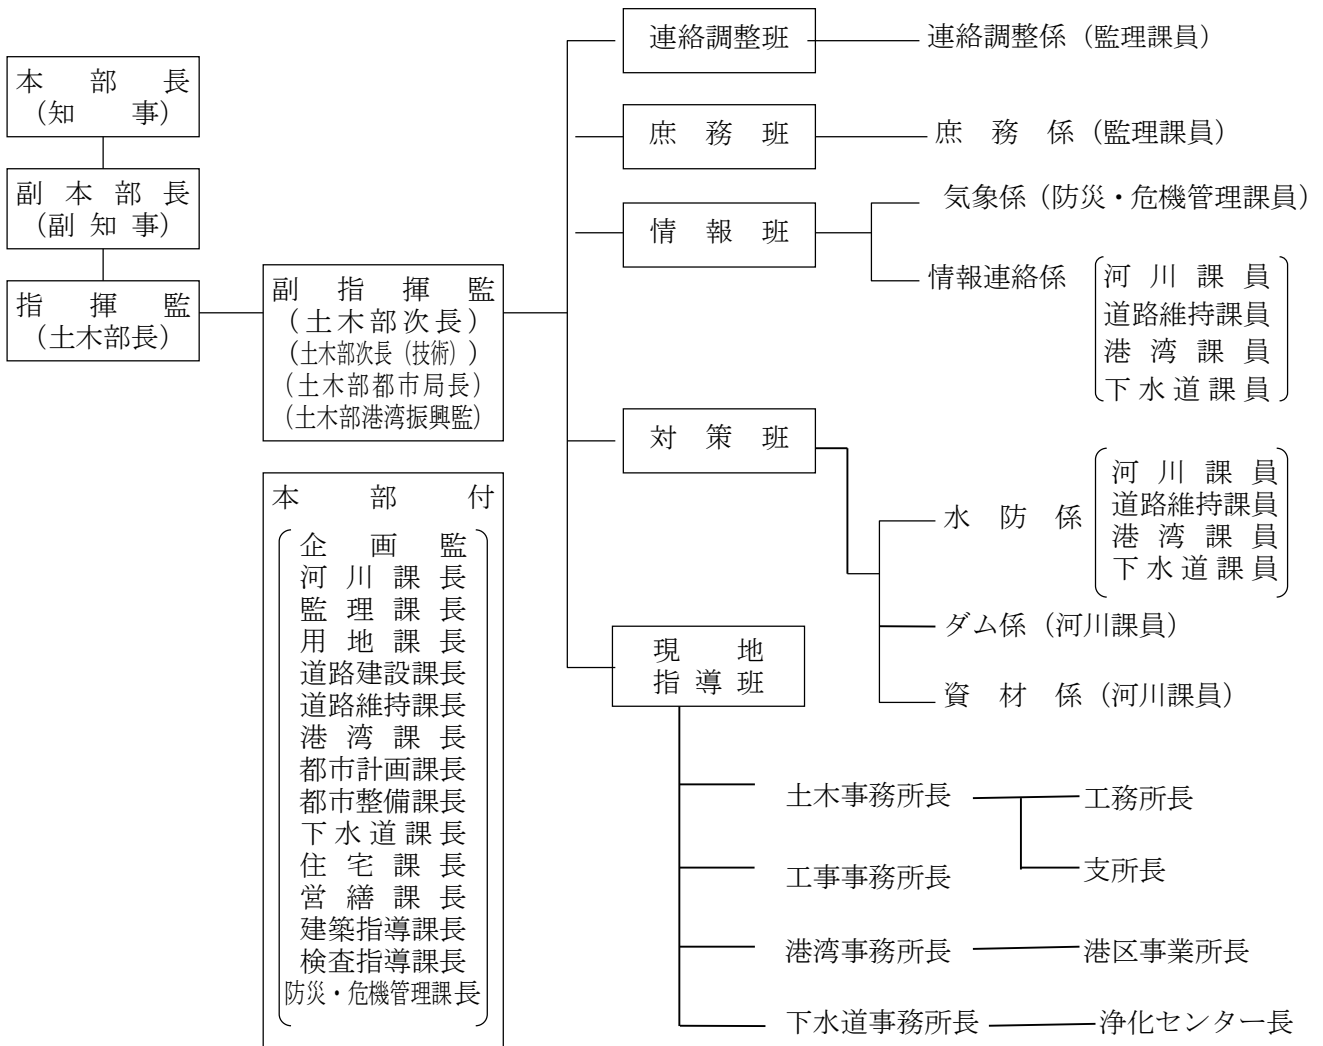 本部長
(知事)
副本部長
(副知事)
指揮監
(土木部長)
副指揮監
(土木部次長)
(土木部次長(技術))
(土木部都市局長)
(土木部港湾振興監)
本部付
企画監
河川課長
監理課長
用地課長
道路建設課長
道路維持課長
港湾課長
都市計画課長
都市整備課長
下水道課長
住宅課長
営繕課長
建築指導課長
検査指導課長
防災・危機管理課長
連絡調整班
連絡調整係(監理課員)
庶務班
庶務係(監理課員)
情報班
気象係(防災・危機管理課員)
情報連絡係
河川課員
道路維持課員
港湾課員
下水道課員
対策班
水防係
河川課員
道路維持課員
港湾課員
下水道課員
ダム係(河川課員)
資材係(河川課員)
現地
指導班
土木事務所長
工務所長
支所長
工事事務所長
港湾事務所長
港区事業所長
下水道事務所長
浄化センター長